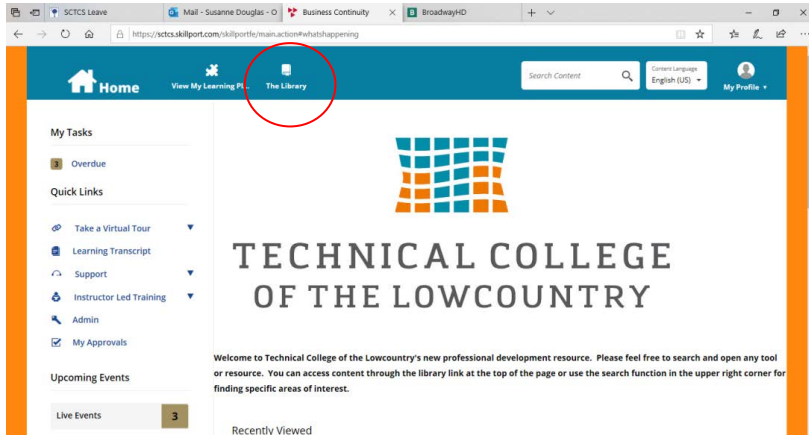 SCTCS Leave
Mail - Susanne Douglas - O
Business Continuity
BroadwayHD
https://sctcs.skillport.com/skillportfe/main.action#whatshappening
Home
View My Learning Pl...
The Library
Search Content
Content Language
English (US)
My Profile
My Tasks
3 Overdue
Quick Links
Take a Virtual Tour
Learning Transcript
Support
Instructor Led Training
Admin
My Approvals
Upcoming Events
Live Events 3
TECHNICAL COLLEGE
OF THE LOWCOUNTRY
Welcome to Technical College of the Lowcountry's new professional development resource. Please feel free to search and open any tool
or resource. You can access content through the library link at the top of the page or use the search function in the upper right corner for
finding specific areas of interest.
Recently Viewed